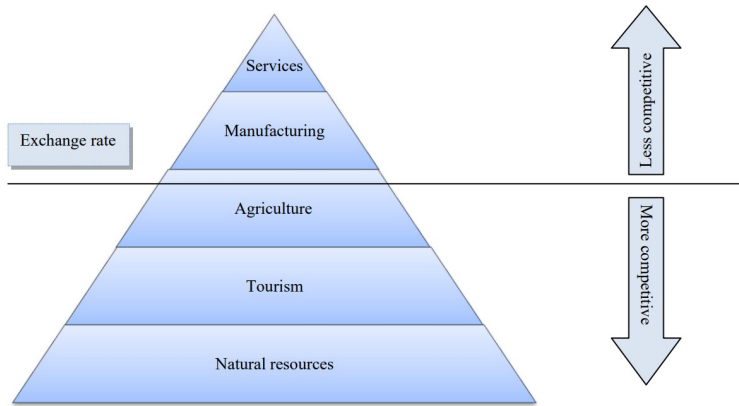 Services
Manufacturing
Exchange rate
Agriculture
Tourism
Natural resources
Less competitive
More competitive